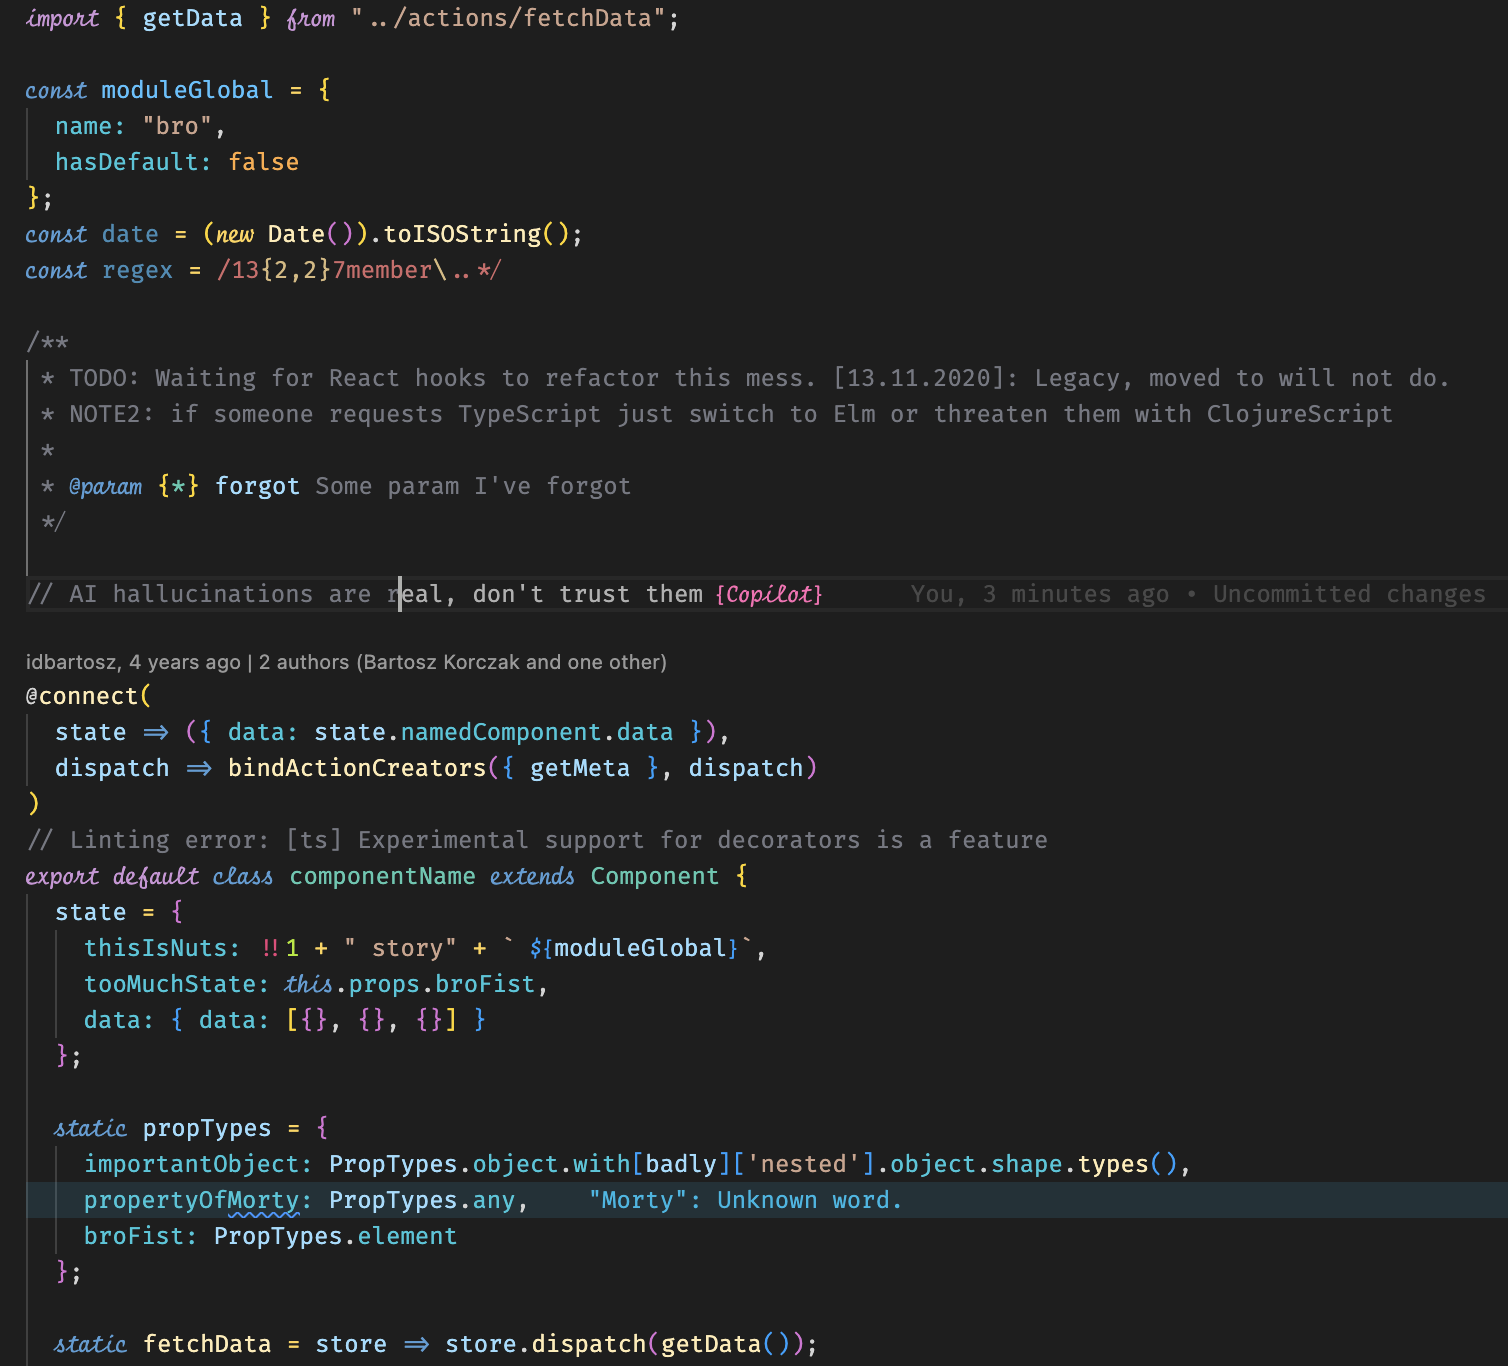 import { getData } from "../actions/fetchData";
const moduleGlobal = {
name: "bro",
hasDefault: false
};
const date = (new Date()).toISOString();
const regex = /13{2,2}7member\..*/
/**
* TODO: Waiting for React hooks to refactor this mess. [13.11.2020]: Legacy, moved to will not do.
* NOTE2: if someone requests TypeScript just switch to Elm or threaten them with ClojureScript
*
* @param {*} forgot Some param I've forgot
*/
// AI hallucinations are real, don't trust them {Copilot} You, 3 minutes ago • Uncommitted changes
idbartosz, 4 years ago | 2 authors (Bartosz Korczak and one other)
@connect(
state => ({ data: state.namedComponent.data }),
dispatch => bindActionCreators({ getMeta }, dispatch)
)
// Linting error: [ts] Experimental support for decorators is a feature
export default class componentName extends Component {
state = {
thisIsNuts: !!1 + " story" + ` ${moduleGlobal}`,
tooMuchState: this.props.broFist,
data: { data: [{}, {}, {}] }
};
static propTypes = {
importantObject: PropTypes.object.with[badly]['nested'].object.shape.types(),
propertyOfMorty: PropTypes.any, "Morty": Unknown word.
broFist: PropTypes.element
};
static fetchData = store => store.dispatch(getData());